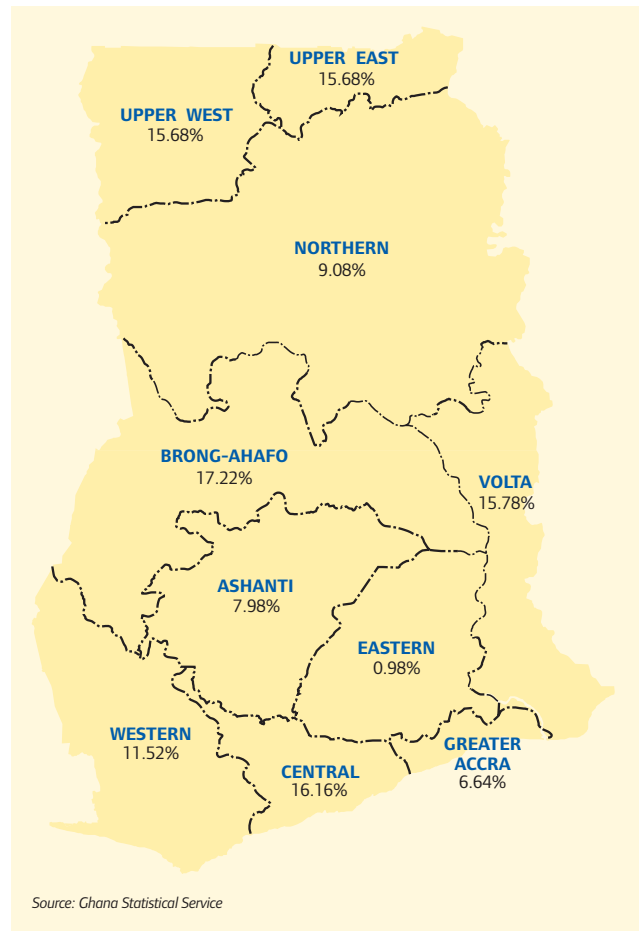 UPPER EAST
15.68%
UPPER WEST
15.68%
NORTHERN
9.08%
BRONG-AHAFO
17.22%
VOLTA
15.78%
ASHANTI
7.98%
EASTERN
0.98%
WESTERN
11.52%
CENTRAL
16.16%
GREATER
ACCRA
6.64%
Source: Ghana Statistical Service